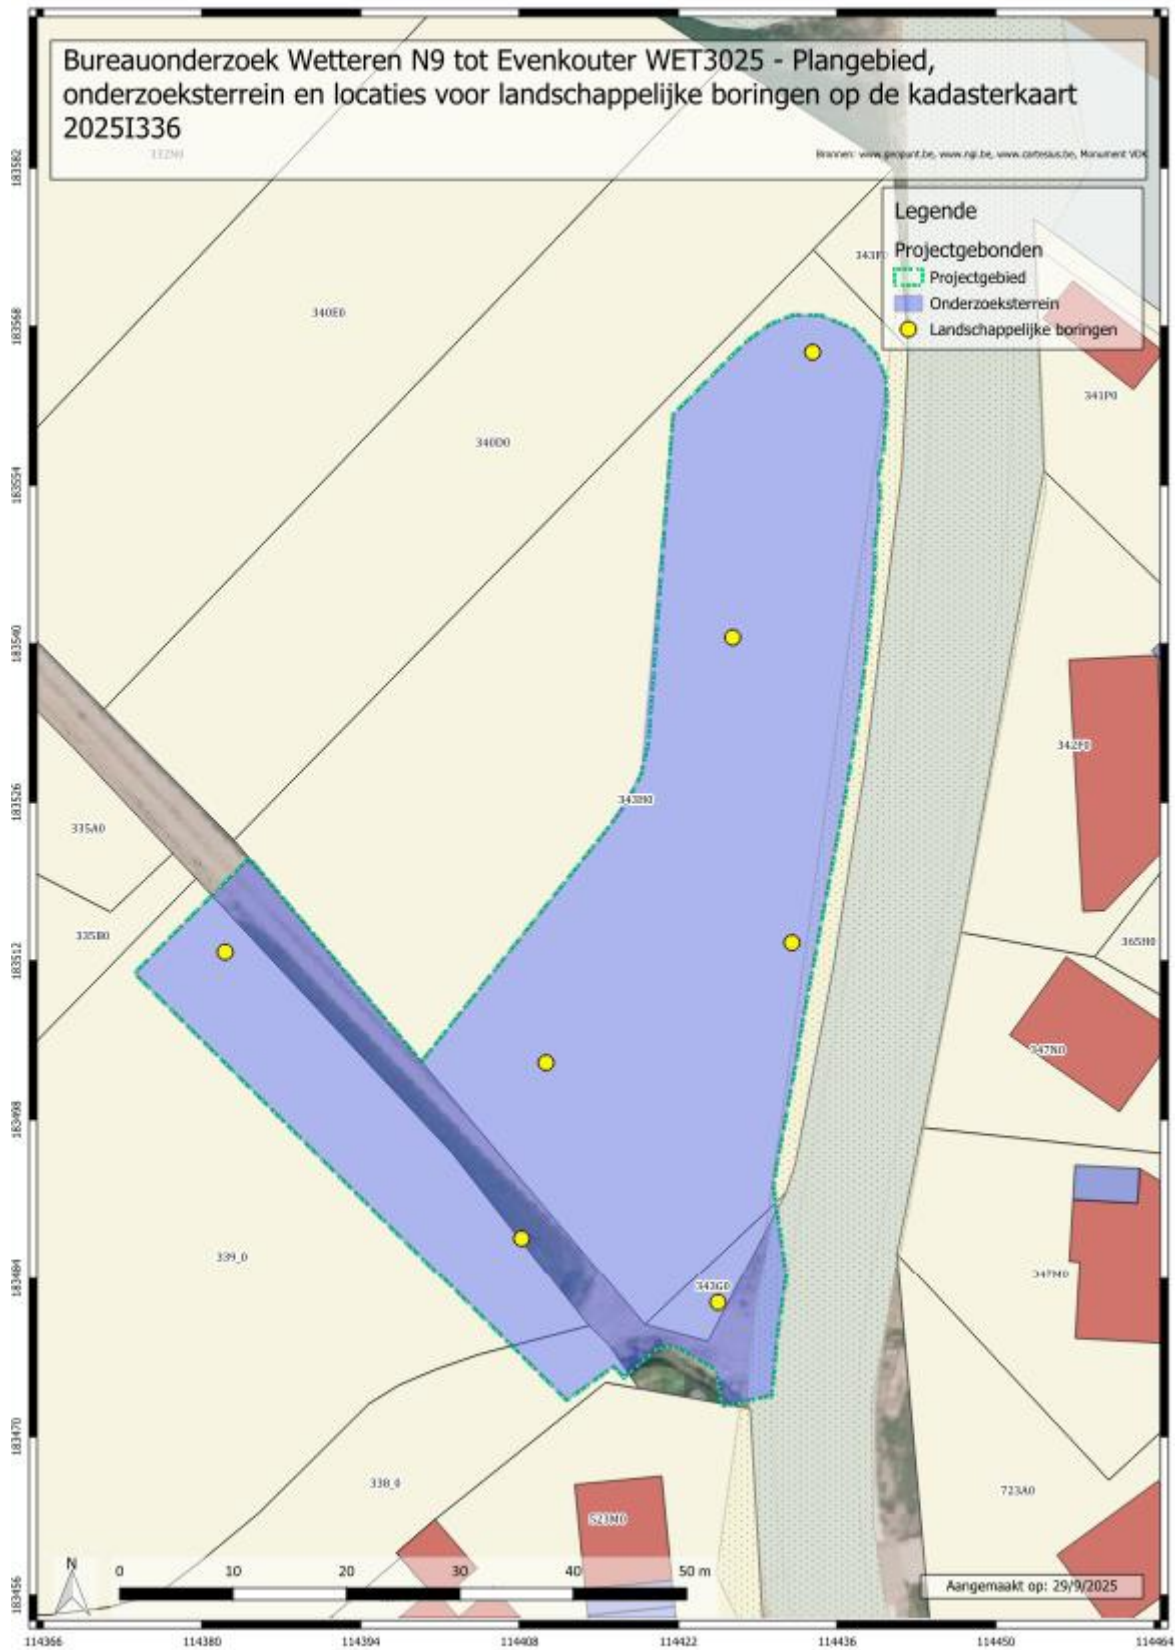 Bureauonderzoek Wetteren N9 tot Evenkouter WET3025 - Plangebied,
onderzoeksterrein en locaties voor landschappelijke boringen op de kadasterkaart
2025I336
332N0
Bronnen: www.geopunt.be, www.ngi.be, www.cartesius.be, Monument VDK
Legende
Projectgebonden
Projectgebied
Onderzoeksterrein
Landschappelijke boringen
343F0
340E0
341P0
340D0
342F0
343H0
335A0
335B0
365H0
347N0
339_0
343G0
347M0
338_0
723A0
523M0
183582
183568
183554
183540
183526
183512
183498
183484
183470
183456
N
0 10 20 30 40 50 m
Aangemaakt op: 29/9/2025
114366 114380 114394 114408 114422 114436 114450